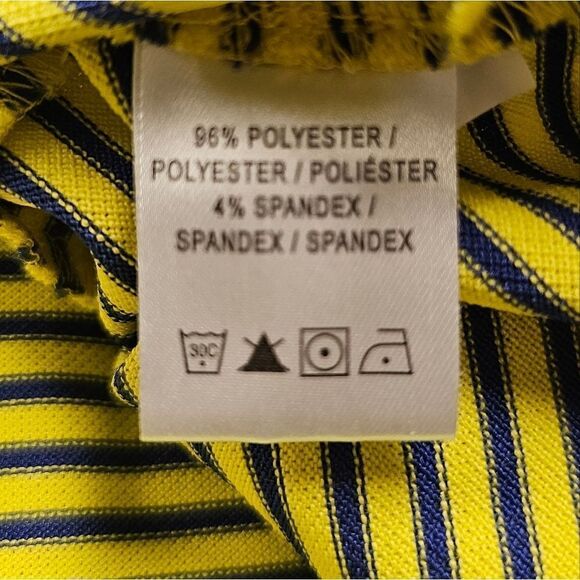 96% POLYESTER /
POLYESTER / POLIÉSTER
4% SPANDEX /
SPANDEX / SPANDEX
30C